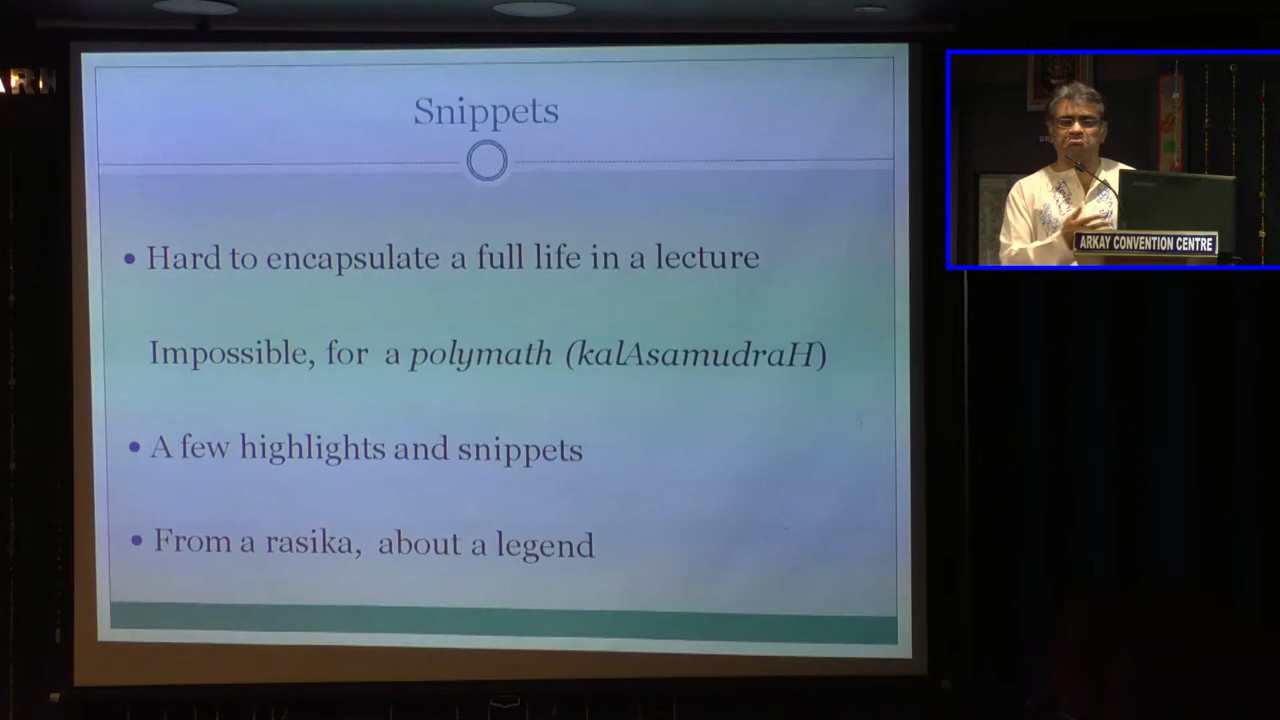 Snippets
• Hard to encapsulate a full life in a lecture
Impossible, for a polymath (kalAsamudraH)
• A few highlights and snippets
• From a rasika, about a legend
ARKAY CONVENTION CENTRE